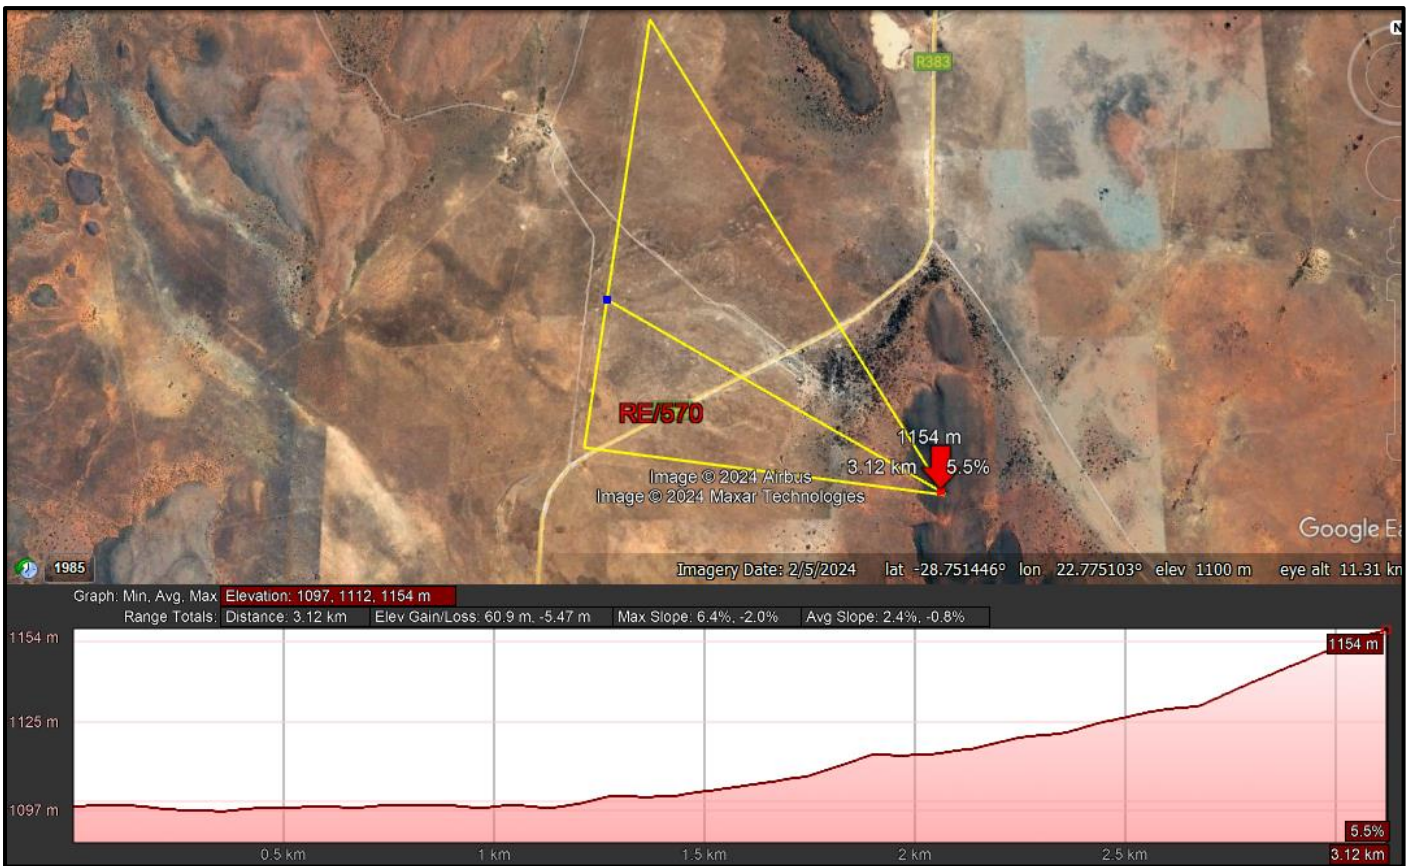 N
R383
RE/570
1154 m
3.12 km 5.5%
Image © 2024 Airbus
Image © 2024 Maxar Technologies
Google Ea
1985
Imagery Date: 2/5/2024 lat -28.751446° lon 22.775103° elev 1100 m eye alt 11.31 km
Graph: Min, Avg, Max Elevation: 1097, 1112, 1154 m
Range Totals: Distance: 3.12 km Elev Gain/Loss: 60.9 m, -5.47 m Max Slope: 6.4%, -2.0% Avg Slope: 2.4%, -0.8%
1154 m
1154 m
1125 m
1097 m
5.5%
0.5 km 1 km 1.5 km 2 km 2.5 km 3.12 km